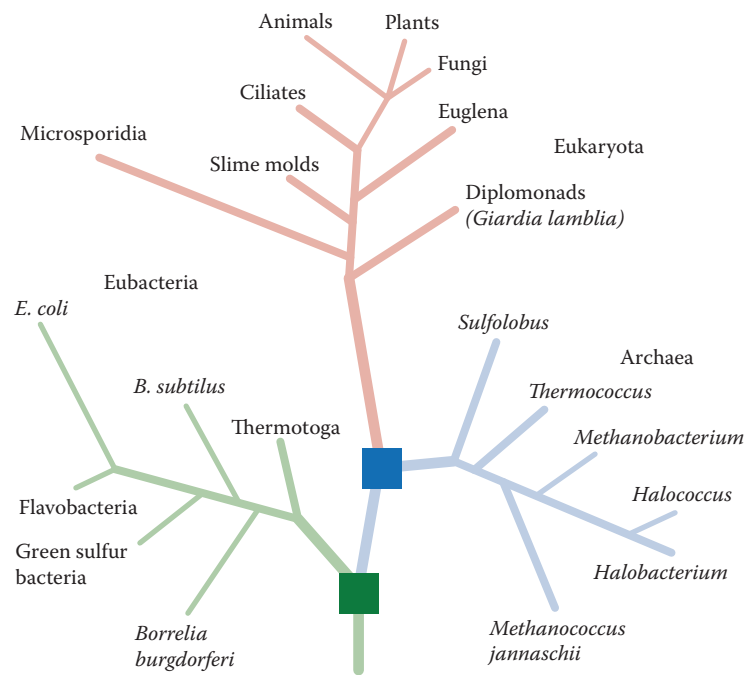 Animals
Plants
Fungi
Ciliates
Euglena
Microsporidia
Eukaryota
Slime molds
Diplomonads
(Giardia lamblia)
Eubacteria
E. coli
Sulfolobus
Archaea
B. subtilus
Thermococcus
Thermotoga
Methanobacterium
Halococcus
Flavobacteria
Green sulfur
bacteria
Halobacterium
Borrelia
burgdorferi
Methanococcus
jannaschii